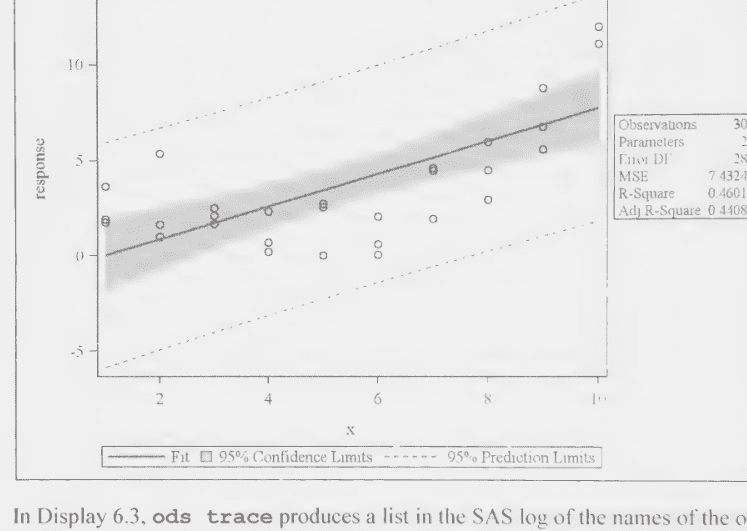 10
5
0
-5
response
2
4
6
8
x
Observations 30
Parameters 2
Error DF 28
MSE 7 4324
R-Square 0.4601
Adj R-Square 0 4408
Fit 95% Confidence Limits 95% Prediction Limits
In Display 6.3, ods trace produces a list in the SAS log of the names of the